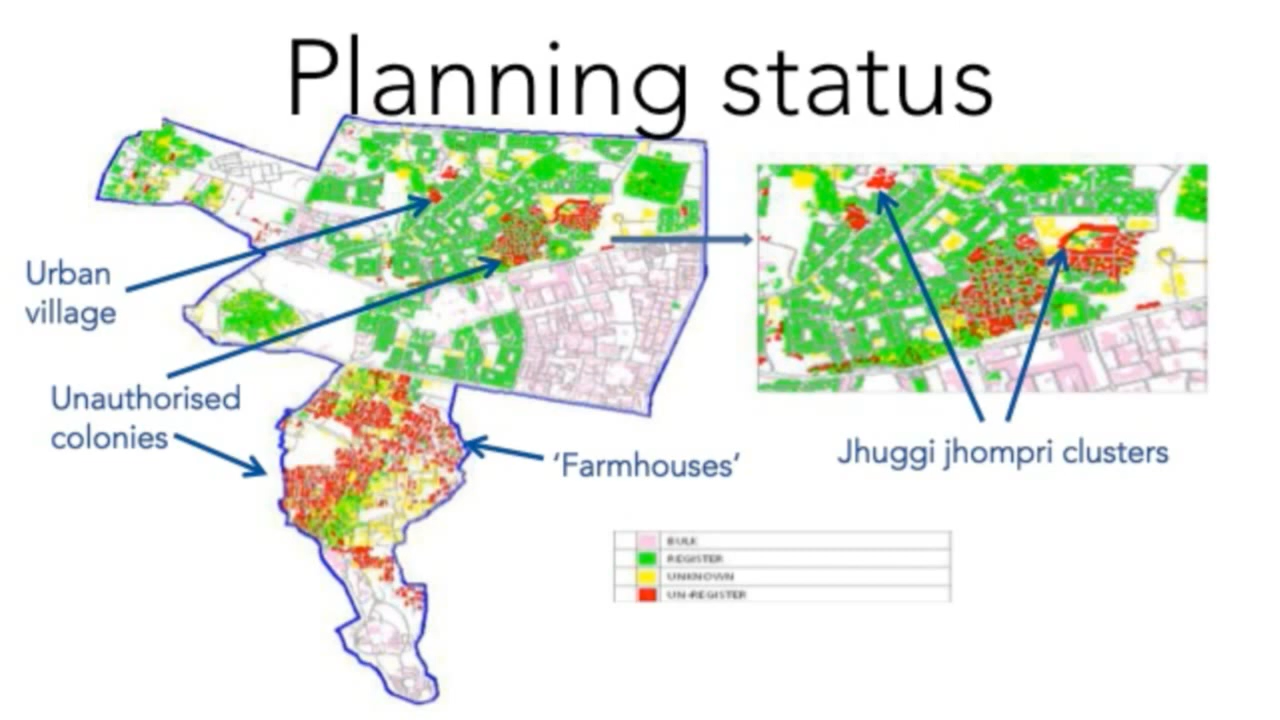 Planning status
Urban
village
Unauthorised
colonies
'Farmhouses'
Jhuggi jhompri clusters
BULK
REGISTER
UNKNOWN
UN-REGISTER